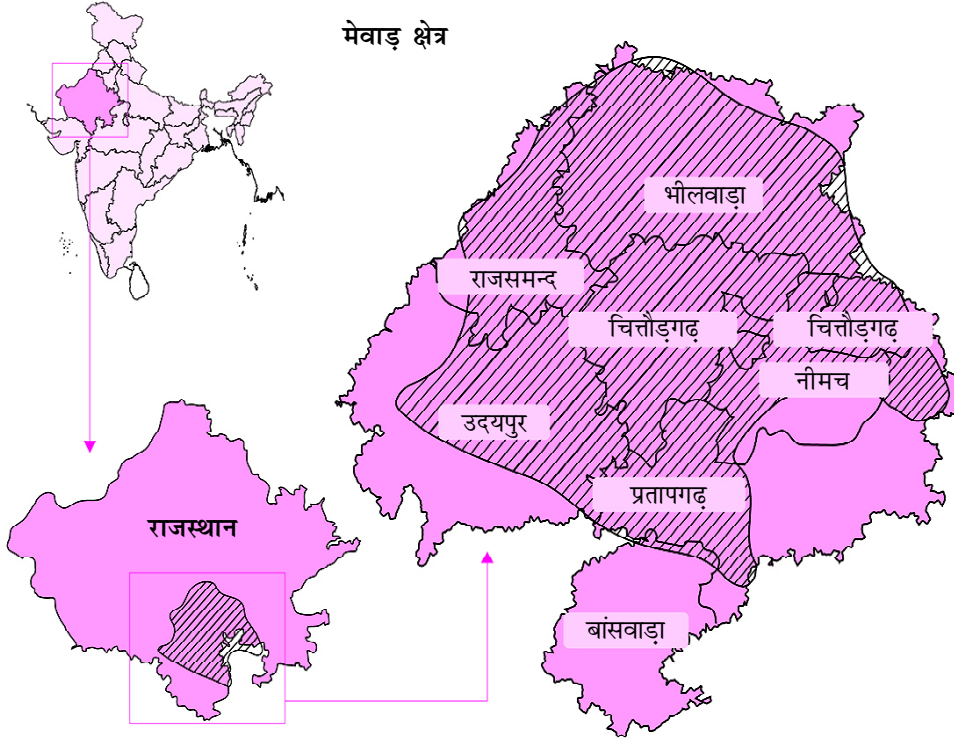 मेवाड़ क्षेत्र
भीलवाड़ा
राजसमन्द
चित्तौड़गढ़
चित्तौड़गढ़
नीमच
उदयपुर
प्रतापगढ़
राजस्थान
बांसवाड़ा